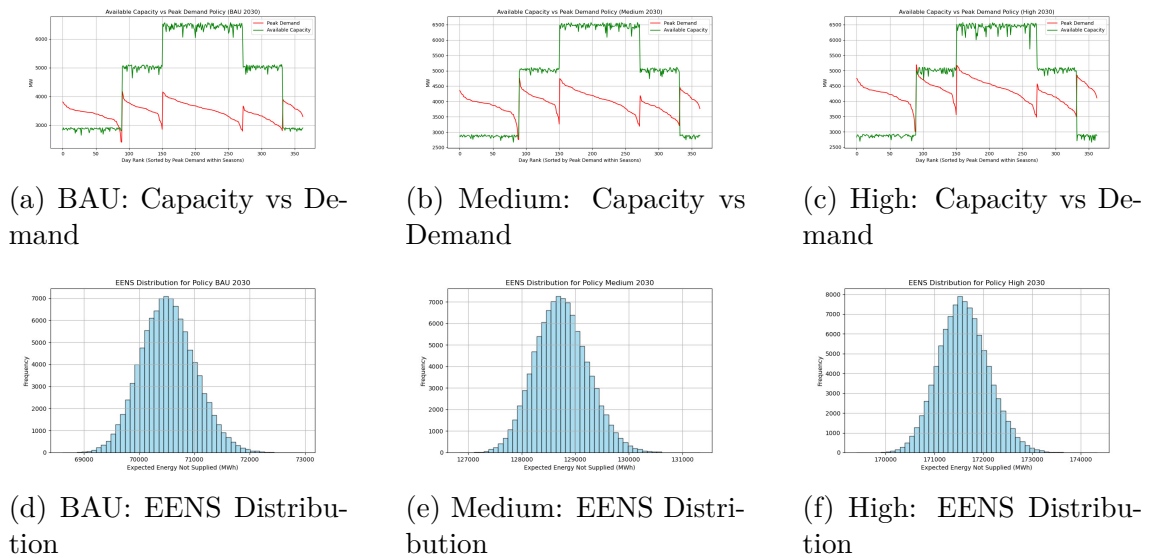 Available Capacity vs Peak Demand Policy (BAU 2030)
Peak Demand
Available Capacity
MW
6000
5000
4000
3000
0 50 100 150 200 250 300 350
Day Rank (Sorted by Peak Demand within Seasons)
Available Capacity vs Peak Demand Policy (Medium 2030)
Peak Demand
Available Capacity
MW
6500
6000
5500
5000
4500
4000
3500
3000
2500
0 50 100 150 200 250 300 350
Day Rank (Sorted by Peak Demand within Seasons)
Available Capacity vs Peak Demand Policy (High 2030)
Peak Demand
Available Capacity
MW
6500
6000
5500
5000
4500
4000
3500
3000
2500
0 50 100 150 200 250 300 350
Day Rank (Sorted by Peak Demand within Seasons)
(a) BAU: Capacity vs De-
mand
(b) Medium: Capacity vs
Demand
(c) High: Capacity vs De-
mand
EENS Distribution for Policy BAU 2030
Frequency
7000
6000
5000
4000
3000
2000
1000
0
69000 70000 71000 72000 73000
Expected Energy Not Supplied (MWh)
EENS Distribution for Policy Medium 2030
Frequency
7000
6000
5000
4000
3000
2000
1000
0
127000 128000 129000 130000 131000
Expected Energy Not Supplied (MWh)
EENS Distribution for Policy High 2030
Frequency
8000
7000
6000
5000
4000
3000
2000
1000
0
170000 171000 172000 173000 174000
Expected Energy Not Supplied (MWh)
(d) BAU: EENS Distribu-
tion
(e) Medium: EENS Distri-
bution
(f) High: EENS Distribu-
tion